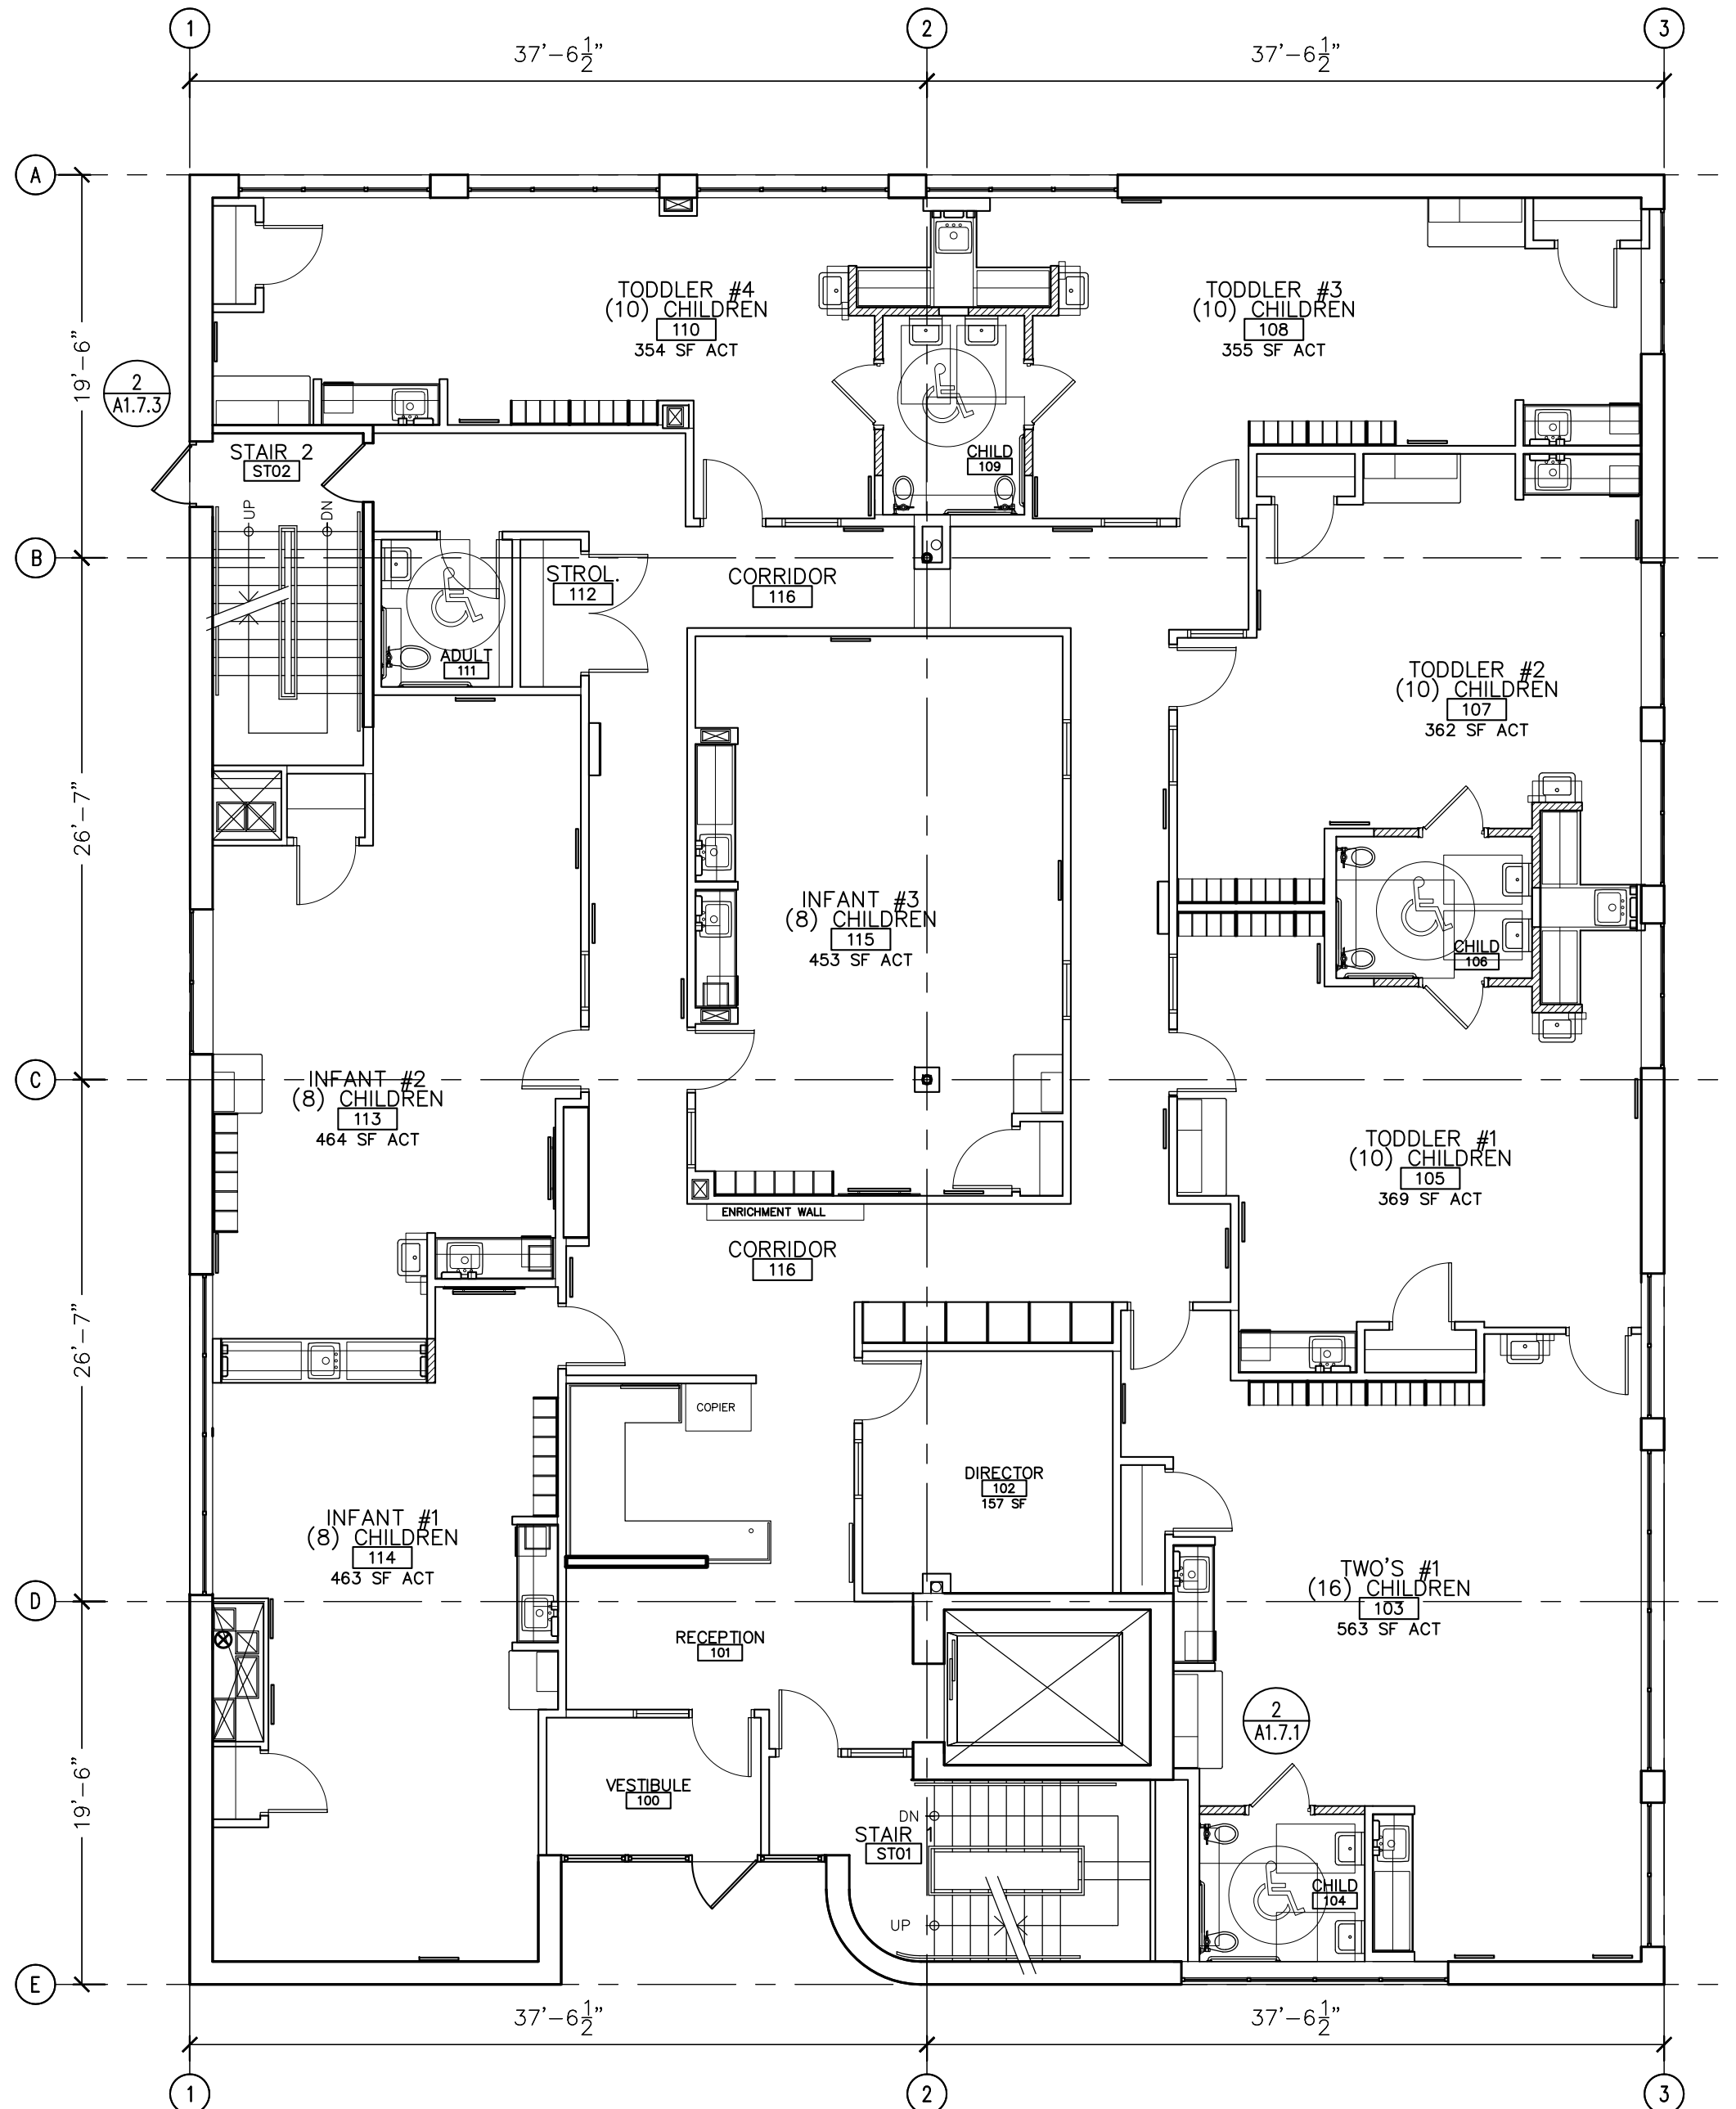 1
2
3
37'-6 1/2"
37'-6 1/2"
A
19'-6"
2
A1.7.3
TODDLER #4
(10) CHILDREN
110
354 SF ACT
TODDLER #3
(10) CHILDREN
108
355 SF ACT
STAIR 2
ST02
UP
DN
CHILD
109
B
STROL.
112
CORRIDOR
116
ADULT
111
TODDLER #2
(10) CHILDREN
107
362 SF ACT
26'-7"
INFANT #3
(8) CHILDREN
115
453 SF ACT
CHILD
106
C
INFANT #2
(8) CHILDREN
113
464 SF ACT
TODDLER #1
(10) CHILDREN
105
369 SF ACT
ENRICHMENT WALL
CORRIDOR
116
26'-7"
COPIER
DIRECTOR
102
157 SF
INFANT #1
(8) CHILDREN
114
463 SF ACT
TWO'S #1
(16) CHILDREN
103
563 SF ACT
D
RECEPTION
101
2
A1.7.1
19'-6"
VESTIBULE
100
DN
STAIR 1
ST01
UP
CHILD
104
E
37'-6 1/2"
37'-6 1/2"
1
2
3